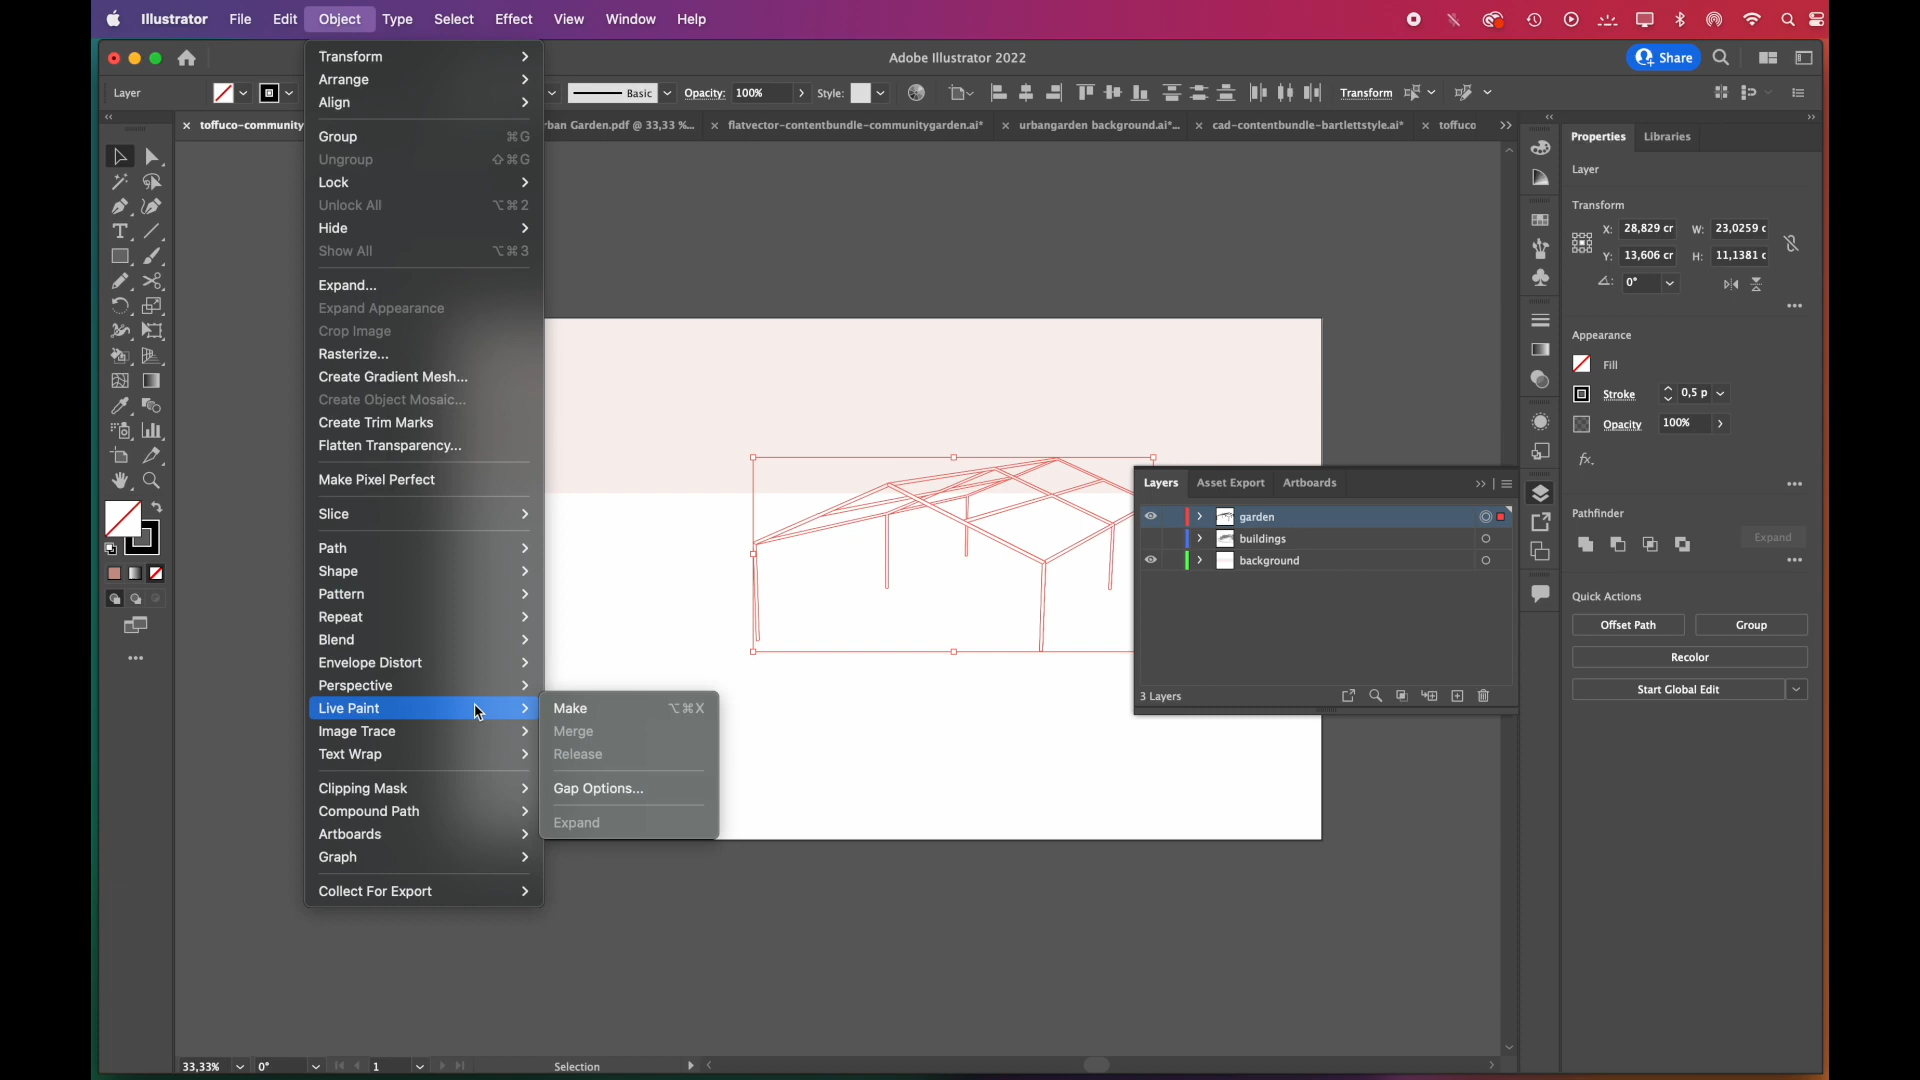 Illustrator File Edit Object Type Select Effect View Window Help
Adobe Illustrator 2022
Share
Layer
Basic
Opacity: 100%
Style:
Transform
toffuco-community
rban Garden.pdf @ 33,33 %...
flatvector-contentbundle-communitygarden.ai*
urbangarden background.ai*...
cad-contentbundle-bartlettstyle.ai*
toffuco
Transform
Arrange
Align
Group ⌘G
Ungroup ⇧⌘G
Lock
Unlock All ⌥⌘2
Hide
Show All ⌥⌘3
Expand...
Expand Appearance
Crop Image
Rasterize...
Create Gradient Mesh...
Create Object Mosaic...
Create Trim Marks
Flatten Transparency...
Make Pixel Perfect
Slice
Path
Shape
Pattern
Repeat
Blend
Envelope Distort
Perspective
Live Paint
Image Trace
Text Wrap
Clipping Mask
Compound Path
Artboards
Graph
Collect For Export
Make ⌥⌘X
Merge
Release
Gap Options...
Expand
Layers Asset Export Artboards
garden
buildings
background
3 Layers
Properties Libraries
Layer
Transform
X: 28,829 cr W: 23,0259 c
Y: 13,606 cr H: 11,1381 c
0°
Appearance
Fill
Stroke 0,5 p
Opacity 100%
fx.
Pathfinder
Expand
Quick Actions
Offset Path Group
Recolor
Start Global Edit
33,33% 0° 1 Selection